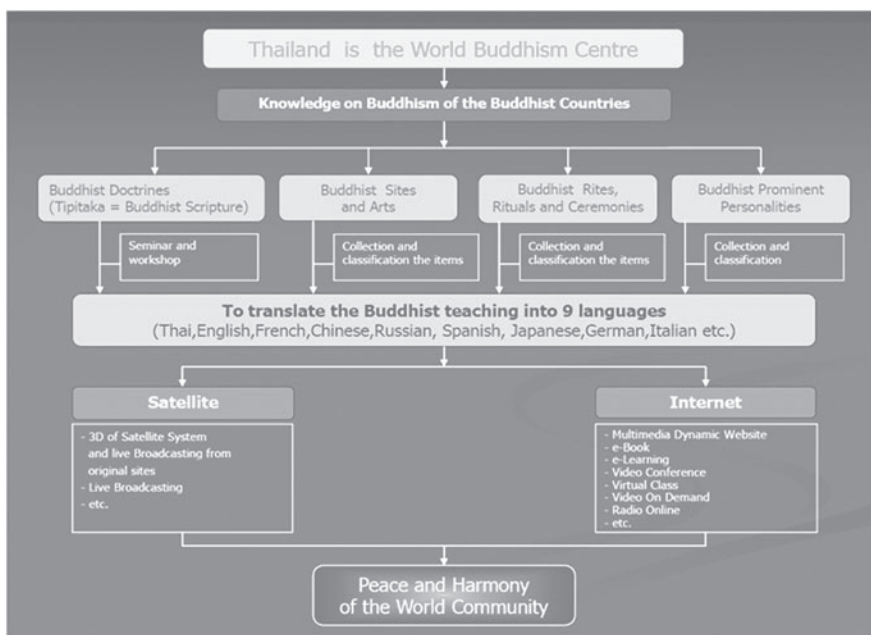 Thailand is the World Buddhism Centre
Knowledge on Buddhism of the Buddhist Countries
Buddhist Doctrines
(Tipitaka = Buddhist Scripture)
Buddhist Sites
and Arts
Buddhist Rites,
Rituals and Ceremonies
Buddhist Prominent
Personalities
Seminar and
workshop
Collection and
classification the items
Collection and
classification the items
Collection and
classification
To translate the Buddhist teaching into 9 languages
(Thai,English,French,Chinese,Russian, Spanish, Japanese,German,Italian etc.)
Satellite
- 3D of Satellite System
and live Broadcasting from
original sites
- Live Broadcasting
- etc.
Internet
- Multimedia Dynamic Website
- e-Book
- e-Learning
- Video Conference
- Virtual Class
- Video On Demand
- Radio Online
- etc.
Peace and Harmony
of the World Community